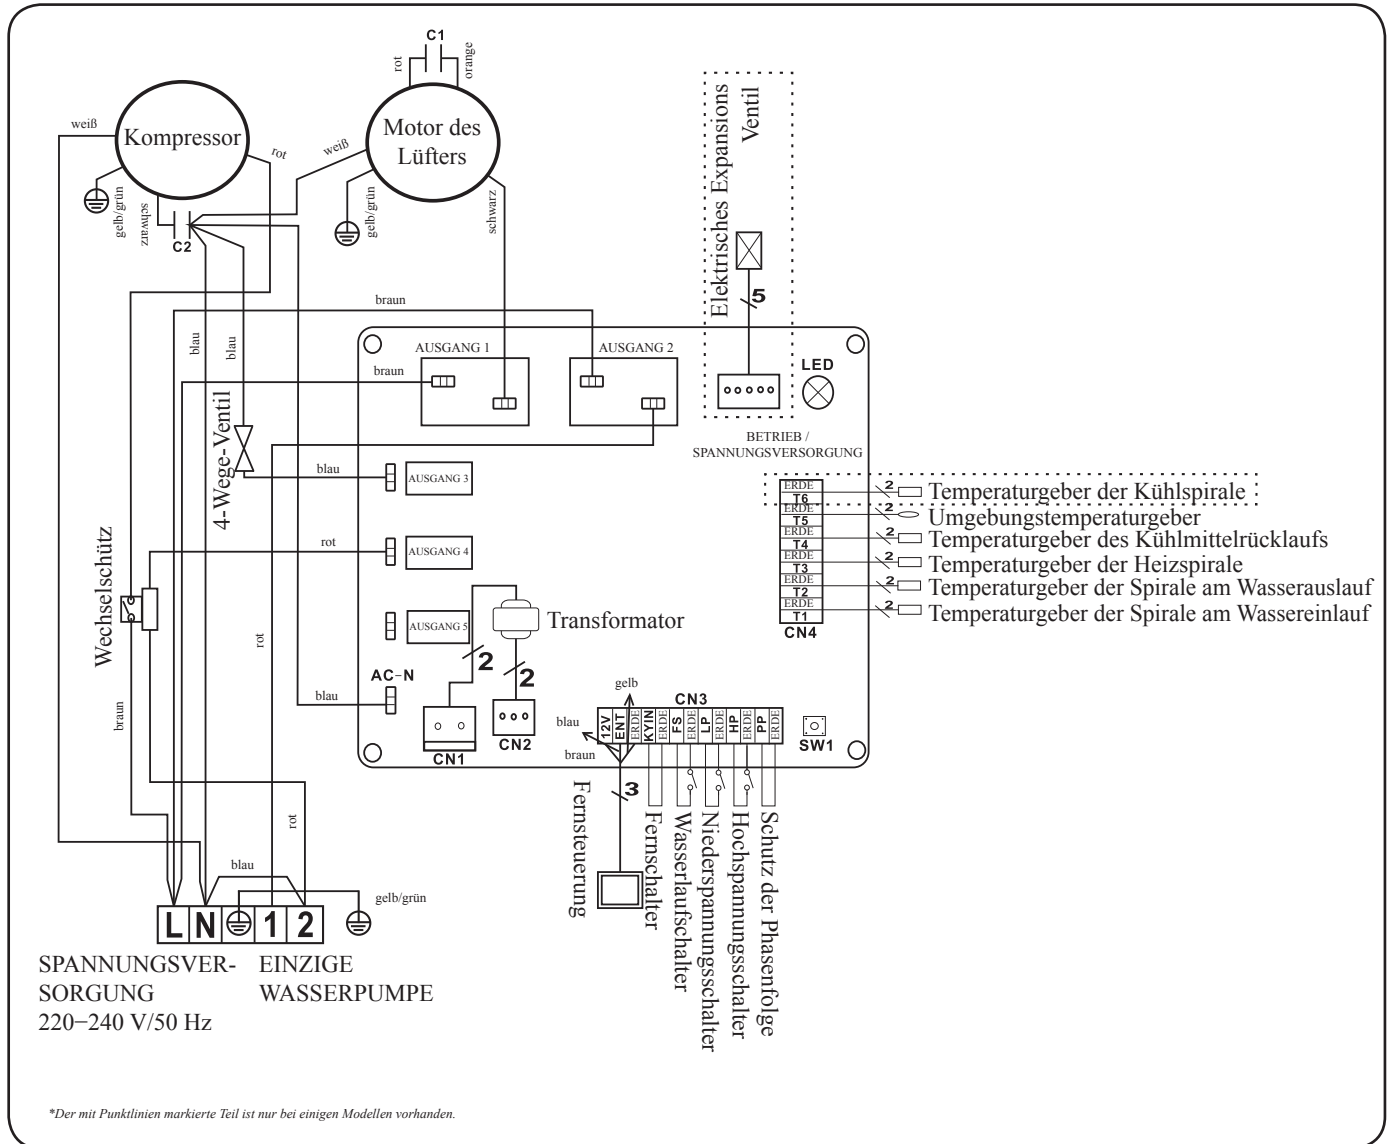 C1
rot
orange
weiß
Kompressor
rot
weiß
Motor des
Lüfters
gelb/grün
schwarz
C2
gelb/grün
schwarz
Elektrisches Expansions
Ventil
5
braun
blau
blau
AUSGANG 1
AUSGANG 2
LED
braun
BETRIEB /
SPANNUNGSVERSORGUNG
4-Wege-Ventil
blau
AUSGANG 3
rot
AUSGANG 4
AUSGANG 5
Transformator
2
2
Wechselschütz
rot
AC-N
blau
CN1
CN2
braun
ERDE
T6
2
Temperaturgeber der Kühlspirale
ERDE
T5
2
Umgebungstemperaturgeber
ERDE
T4
2
Temperaturgeber des Kühlmittelrücklaufs
ERDE
T3
2
Temperaturgeber der Heizspirale
ERDE
T2
2
Temperaturgeber der Spirale am Wasserauslauf
ERDE
T1
2
Temperaturgeber der Spirale am Wassereinlauf
CN4
gelb
CN3
blau
braun
12V
ENT
ERDE
KYIN
ERDE
FS
ERDE
LP
ERDE
HP
ERDE
PP
ERDE
SW1
3
Fernsteuerung
Fernschalter
Wasserlaufschalter
Niederspannungsschalter
Hochspannungsschalter
Schutz der Phasenfolge
rot
blau
gelb/grün
L N 1 2
SPANNUNGSVER-
SORGUNG
220−240 V/50 Hz
EINZIGE
WASSERPUMPE
*Der mit Punktlinien markierte Teil ist nur bei einigen Modellen vorhanden.